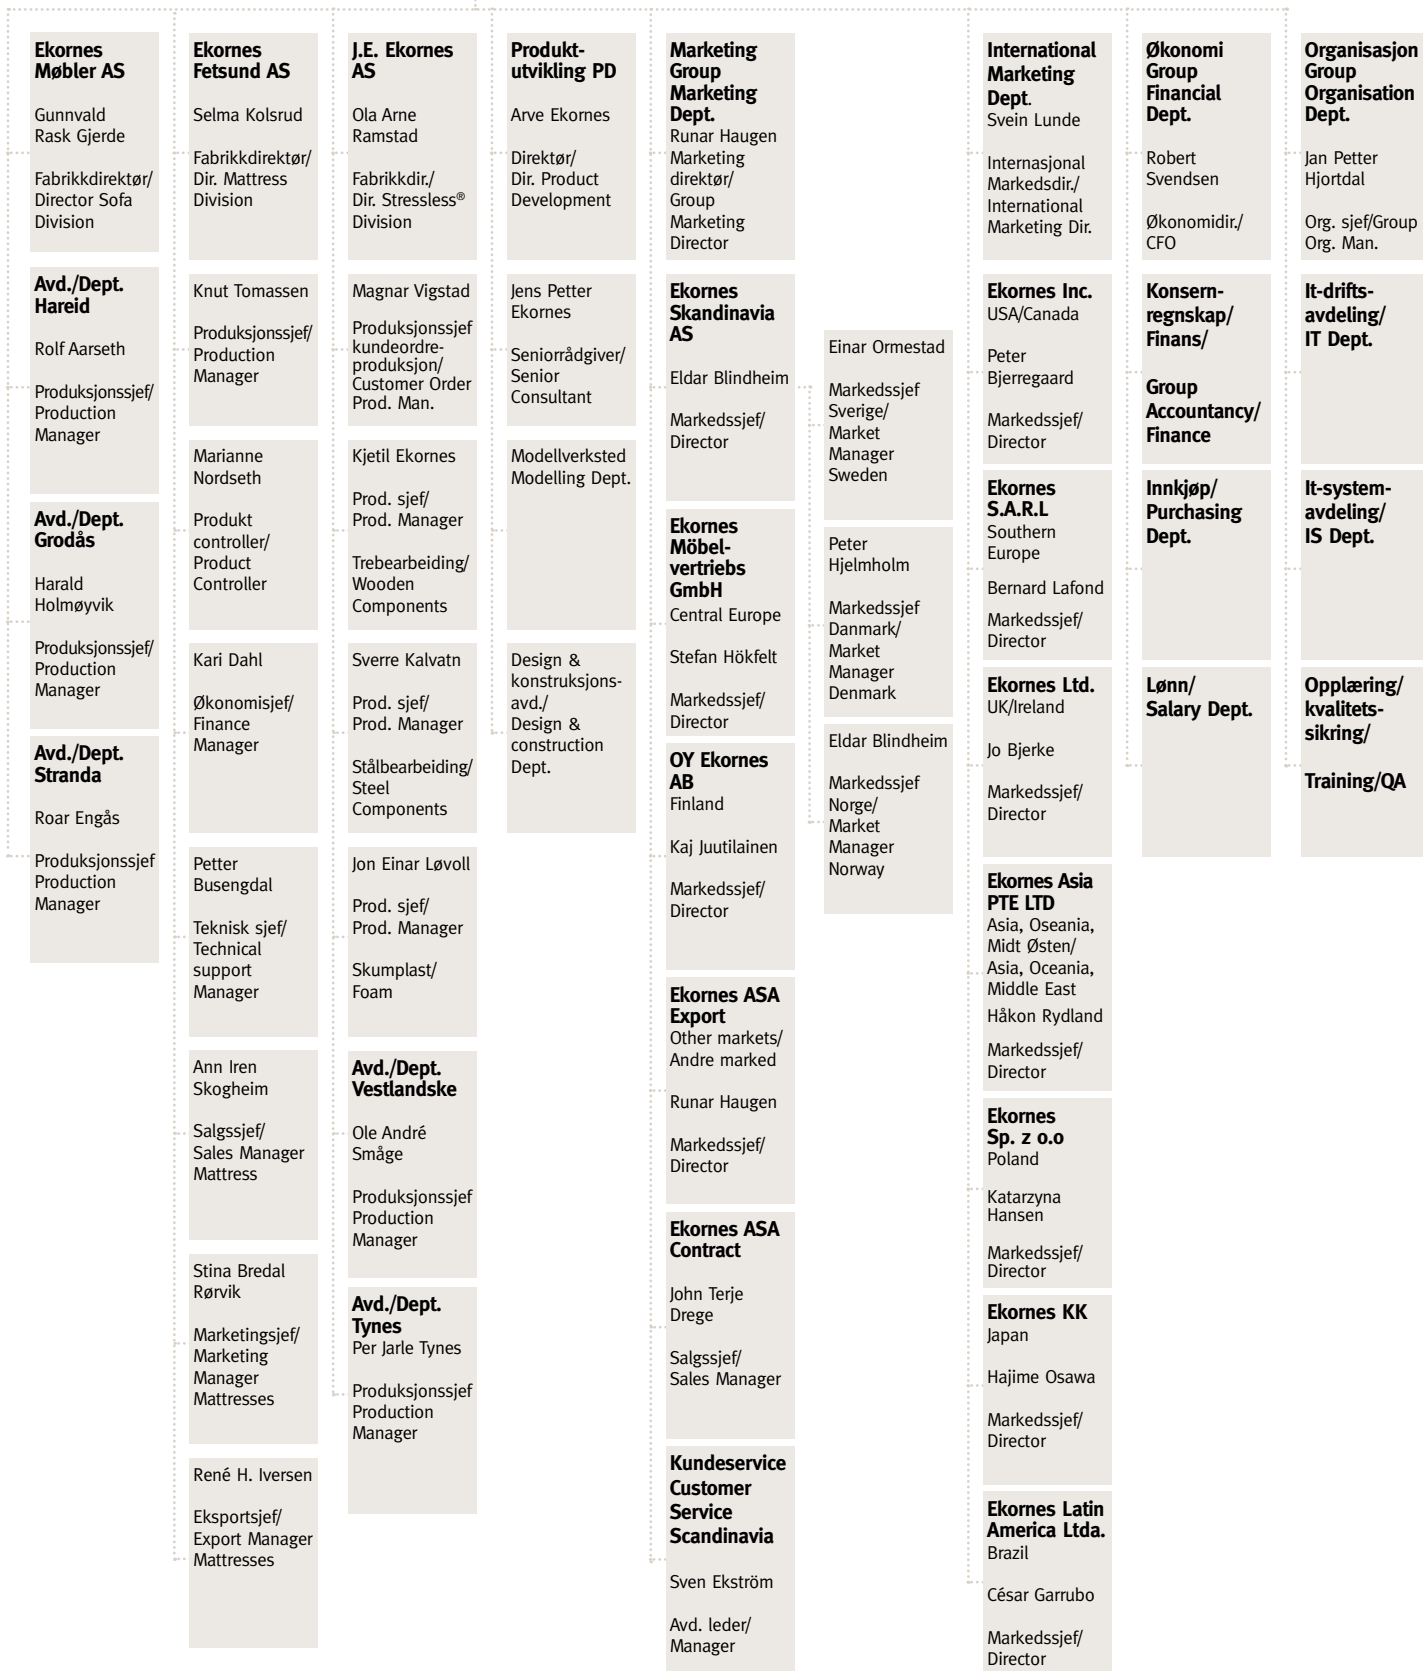 Ekornes
Møbler AS
Gunnvald
Rask Gjerde
Fabrikkdirektør/
Director Sofa
Division
Avd./Dept.
Hareid
Rolf Aarseth
Produksjonssjef/
Production
Manager
Avd./Dept.
Grodås
Harald
Holmøyvik
Produksjonssjef/
Production
Manager
Avd./Dept.
Stranda
Roar Engås
Produksjonssjef
Production
Manager
Ekornes
Fetsund AS
Selma Kolsrud
Fabrikkdirektør/
Dir. Mattress
Division
Knut Tomassen
Produksjonssjef/
Production
Manager
Marianne
Nordseth
Produkt
controller/
Product
Controller
Kari Dahl
Økonomisjef/
Finance
Manager
Petter
Busengdal
Teknisk sjef/
Technical
support
Manager
Ann Iren
Skogheim
Salgssjef/
Sales Manager
Mattress
Stina Bredal
Rørvik
Marketingsjef/
Marketing
Manager
Mattresses
René H. Iversen
Eksportsjef/
Export Manager
Mattresses
J.E. Ekornes
AS
Ola Arne
Ramstad
Fabrikkdir./
Dir. Stressless®
Division
Magnar Vigstad
Produksjonssjef
kundeordre-
produksjon/
Customer Order
Prod. Man.
Kjetil Ekornes
Prod. sjef/
Prod. Manager
Trebearbeiding/
Wooden
Components
Sverre Kalvatn
Prod. sjef/
Prod. Manager
Stålbearbeiding/
Steel
Components
Jon Einar Løvoll
Prod. sjef/
Prod. Manager
Skumplast/
Foam
Avd./Dept.
Vestlandske
Ole André
Småge
Produksjonssjef
Production
Manager
Avd./Dept.
Tynes
Per Jarle Tynes
Produksjonssjef
Production
Manager
Produkt-
utvikling PD
Arve Ekornes
Direktør/
Dir. Product
Development
Jens Petter
Ekornes
Seniorrådgiver/
Senior
Consultant
Modellverksted
Modelling Dept.
Design &
konstruksjons-
avd./
Design &
construction
Dept.
Marketing
Group
Marketing
Dept.
Runar Haugen
Marketing
direktør/
Group
Marketing
Director
Ekornes
Skandinavia
AS
Eldar Blindheim
Markedssjef/
Director
Ekornes
Möbel-
vertriebs
GmbH
Central Europe
Stefan Hökfelt
Markedssjef/
Director
OY Ekornes
AB
Finland
Kaj Juutilainen
Markedssjef/
Director
Ekornes ASA
Export
Other markets/
Andre marked
Runar Haugen
Markedssjef/
Director
Ekornes ASA
Contract
John Terje
Drege
Salgssjef/
Sales Manager
Kundeservice
Customer
Service
Scandinavia
Sven Ekström
Avd. leder/
Manager
Einar Ormestad
Markedssjef
Sverige/
Market
Manager
Sweden
Peter
Hjelmholm
Markedssjef
Danmark/
Market
Manager
Denmark
Eldar Blindheim
Markedssjef
Norge/
Market
Manager
Norway
International
Marketing
Dept.
Svein Lunde
Internasjonal
Markedsdir./
International
Marketing Dir.
Ekornes Inc.
USA/Canada
Peter
Bjerregaard
Markedssjef/
Director
Ekornes
S.A.R.L
Southern
Europe
Bernard Lafond
Markedssjef/
Director
Ekornes Ltd.
UK/Ireland
Jo Bjerke
Markedssjef/
Director
Ekornes Asia
PTE LTD
Asia, Oseania,
Midt Østen/
Asia, Oceania,
Middle East
Håkon Rydland
Markedssjef/
Director
Ekornes
Sp. z o.o
Poland
Katarzyna
Hansen
Markedssjef/
Director
Ekornes KK
Japan
Hajime Osawa
Markedssjef/
Director
Ekornes Latin
America Ltda.
Brazil
César Garrubo
Markedssjef/
Director
Økonomi
Group
Financial
Dept.
Robert
Svendsen
Økonomidir./
CFO
Konsern-
regnskap/
Finans/
Group
Accountancy/
Finance
Innkjøp/
Purchasing
Dept.
Lønn/
Salary Dept.
Organisasjon
Group
Organisation
Dept.
Jan Petter
Hjortdal
Org. sjef/Group
Org. Man.
It-drifts-
avdeling/
IT Dept.
It-system-
avdeling/
IS Dept.
Opplæring/
kvalitets-
sikring/
Training/QA